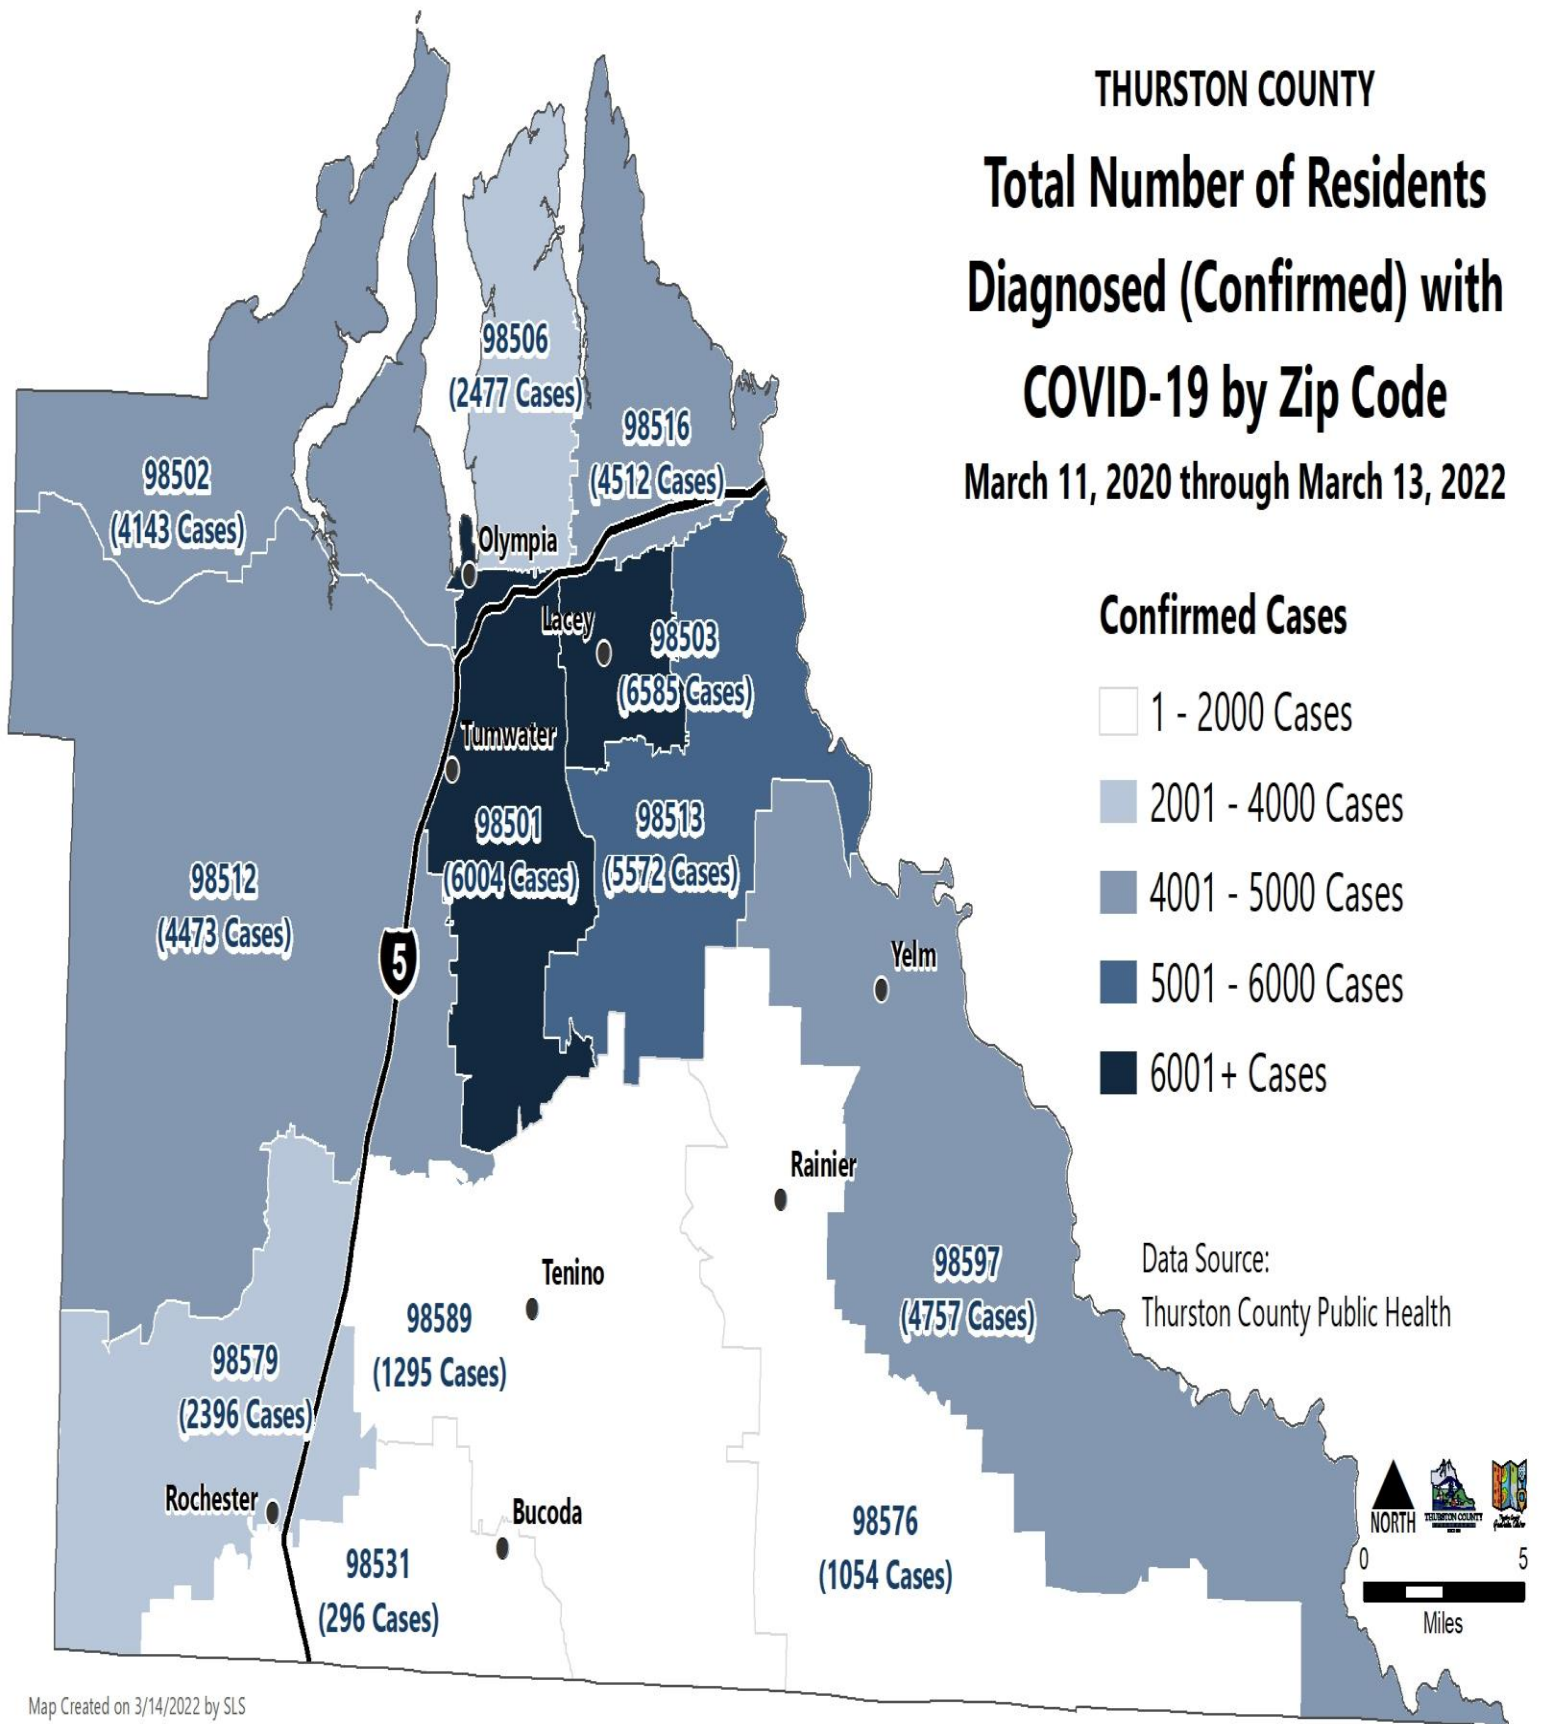 THURSTON COUNTY
Total Number of Residents
Diagnosed (Confirmed) with
COVID-19 by Zip Code
March 11, 2020 through March 13, 2022
98506
(2477 Cases)
98516
(4512 Cases)
98502
(4143 Cases)
Olympia
Lacey
98503
(6585 Cases)
Tumwater
98501
(6004 Cases)
98513
(5572 Cases)
98512
(4473 Cases)
5
Yelm
Confirmed Cases
1 - 2000 Cases
2001 - 4000 Cases
4001 - 5000 Cases
5001 - 6000 Cases
6001+ Cases
Rainier
Tenino
98597
(4757 Cases)
Data Source:
Thurston County Public Health
98589
(1295 Cases)
98579
(2396 Cases)
Rochester
Bucoda
98576
(1054 Cases)
98531
(296 Cases)
NORTH
THURSTON COUNTY
0 5
Miles
Map Created on 3/14/2022 by SLS